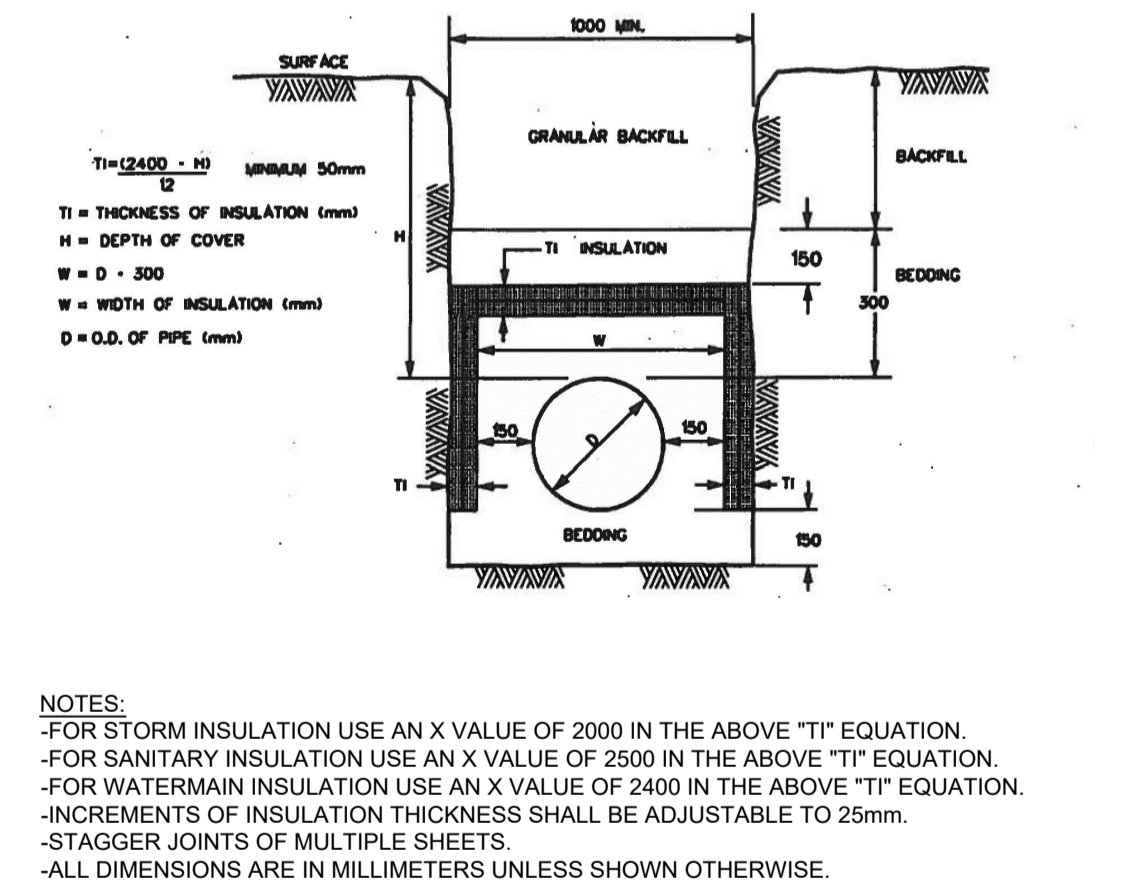 1000 MIN.
SURFACE
GRANULAR BACKFILL
BACKFILL
TI=(2400 - H)
12
MINIMUM 50mm
TI = THICKNESS OF INSULATION (mm)
H = DEPTH OF COVER
H
TI INSULATION
150
W = D • 300
BEDDING
W = WIDTH OF INSULATION (mm)
300
D = O.D. OF PIPE (mm)
W
150
D
150
TI
TI
BEDDING
150
NOTES:
-FOR STORM INSULATION USE AN X VALUE OF 2000 IN THE ABOVE "TI" EQUATION.
-FOR SANITARY INSULATION USE AN X VALUE OF 2500 IN THE ABOVE "TI" EQUATION.
-FOR WATERMAIN INSULATION USE AN X VALUE OF 2400 IN THE ABOVE "TI" EQUATION.
-INCREMENTS OF INSULATION THICKNESS SHALL BE ADJUSTABLE TO 25mm.
-STAGGER JOINTS OF MULTIPLE SHEETS.
-ALL DIMENSIONS ARE IN MILLIMETERS UNLESS SHOWN OTHERWISE.